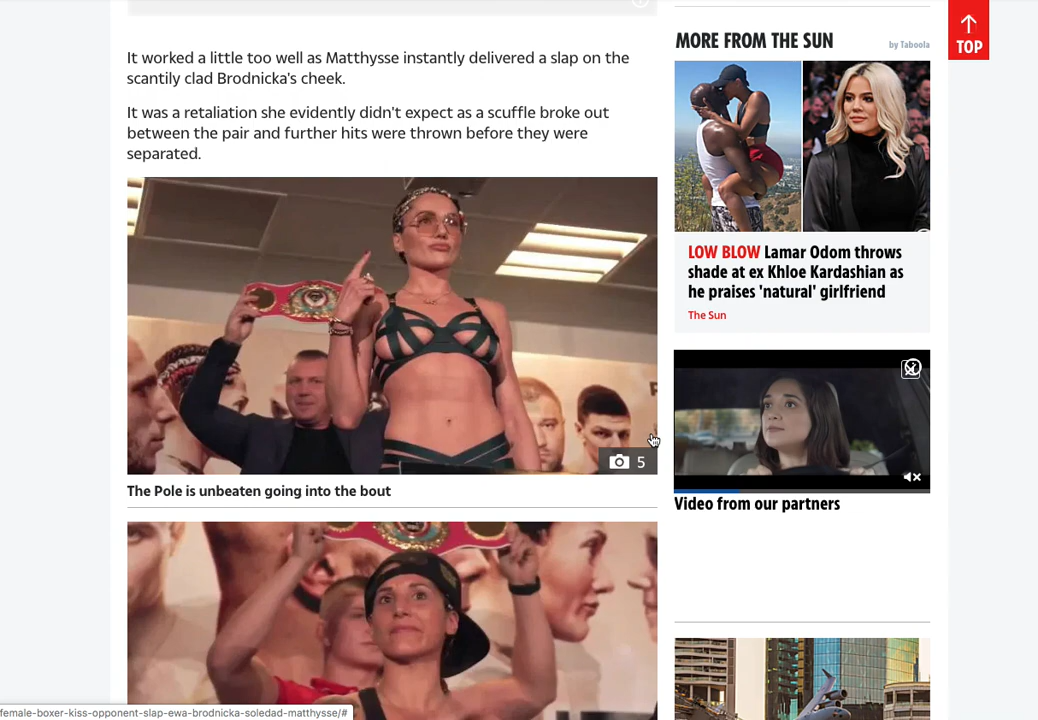 It worked a little too well as Matthysse instantly delivered a slap on the
scantily clad Brodnicka's cheek.
It was a retaliation she evidently didn't expect as a scuffle broke out
between the pair and further hits were thrown before they were
separated.
5
The Pole is unbeaten going into the bout
TOP
MORE FROM THE SUN
by Taboola
LOW BLOW Lamar Odom throws
shade at ex Khloe Kardashian as
he praises 'natural' girlfriend
The Sun
Video from our partners
female-boxer-kiss-opponent-slap-ewa-brodnicka-soledad-matthysse/#